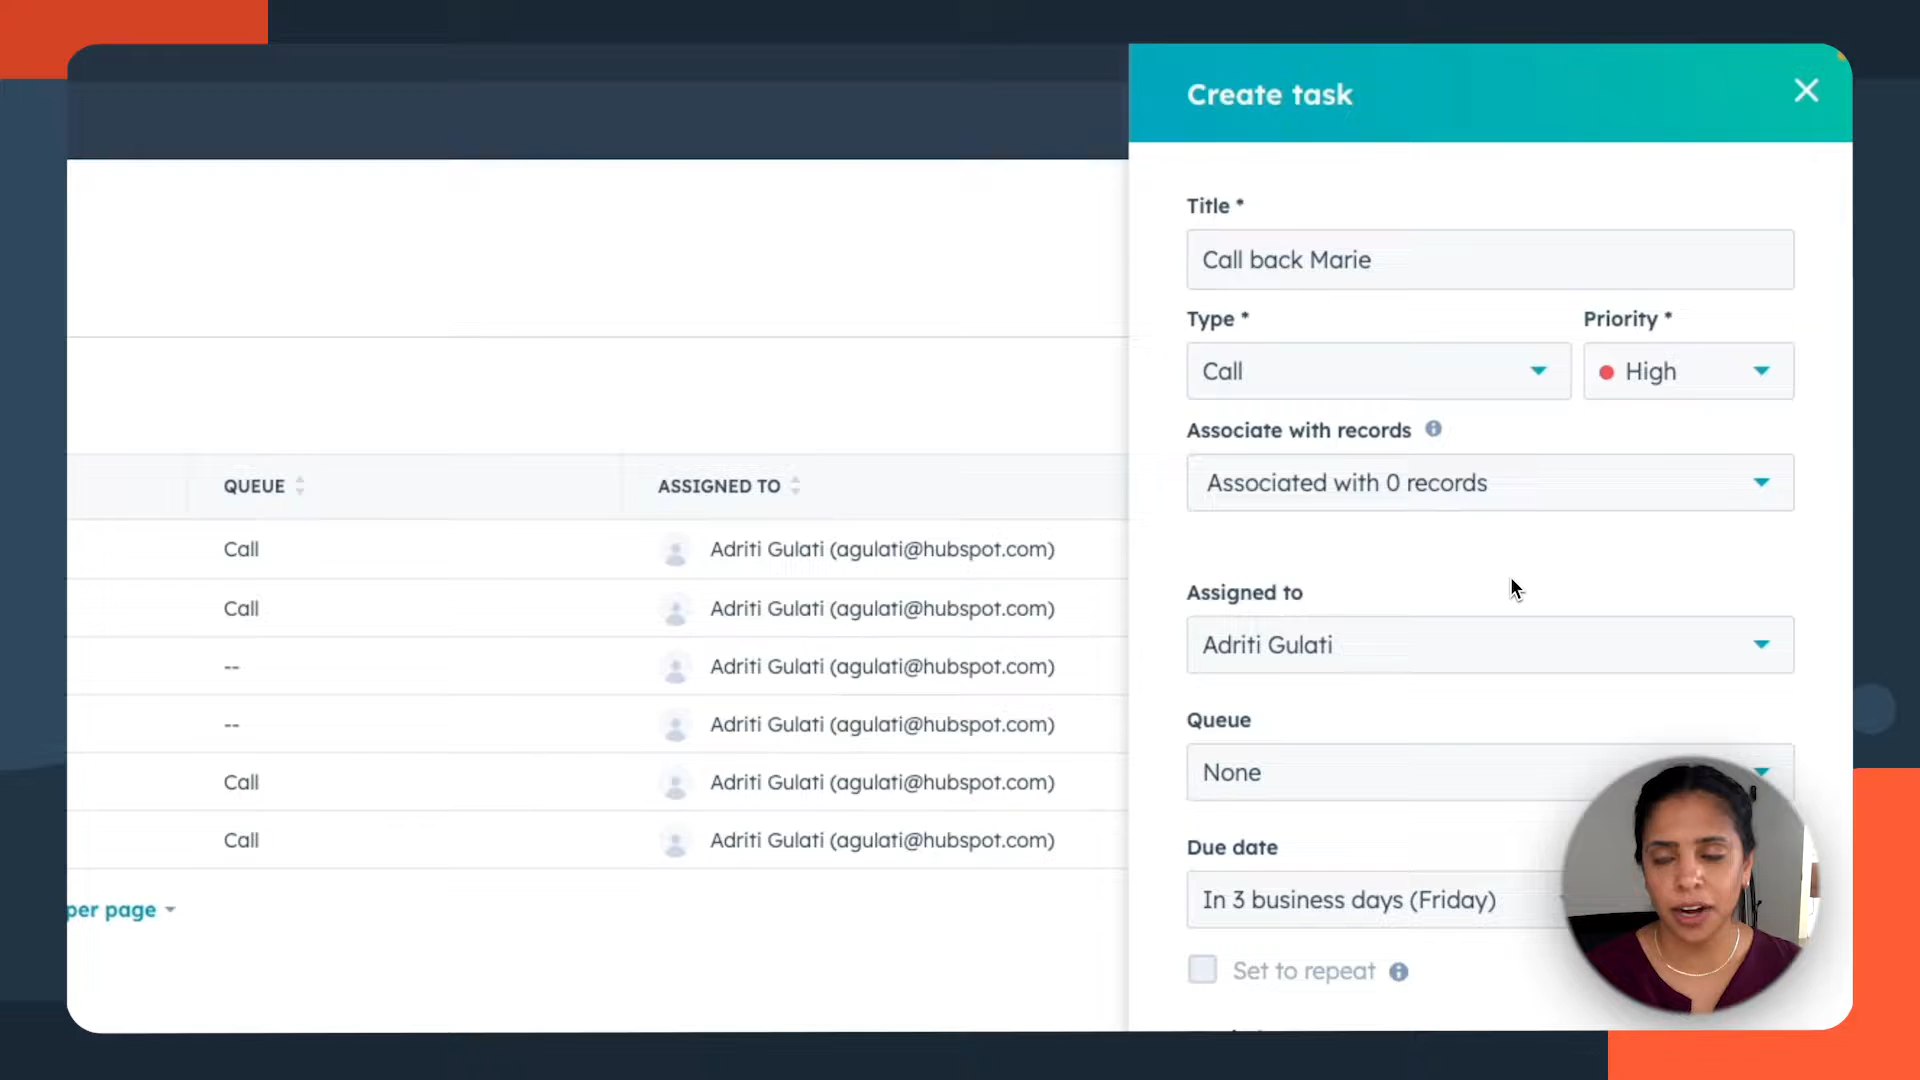 Create task
Title *
Call back Marie
Type *
Priority *
Call
High
Associate with records
Associated with 0 records
Assigned to
Adriti Gulati
Queue
None
Due date
In 3 business days (Friday)
Set to repeat
QUEUE
ASSIGNED TO
Call
Adriti Gulati (agulati@hubspot.com)
Call
Adriti Gulati (agulati@hubspot.com)
--
Adriti Gulati (agulati@hubspot.com)
--
Adriti Gulati (agulati@hubspot.com)
Call
Adriti Gulati (agulati@hubspot.com)
Call
Adriti Gulati (agulati@hubspot.com)
per page